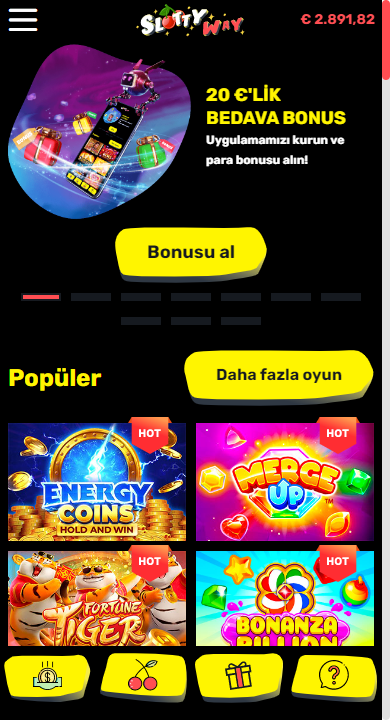 SLOTTY WAY
€ 2.891,82
20 €'LİK
BEDAVA BONUS
Uygulamamızı kurun ve
para bonusu alın!
Bonusu al
Popüler
Daha fazla oyun
HOT
HOT
ENERGY
COINS
HOLD AND WIN
MERGE
UP
TM
HOT
HOT
FORTUNE
TIGER
BONANZA
BILLION